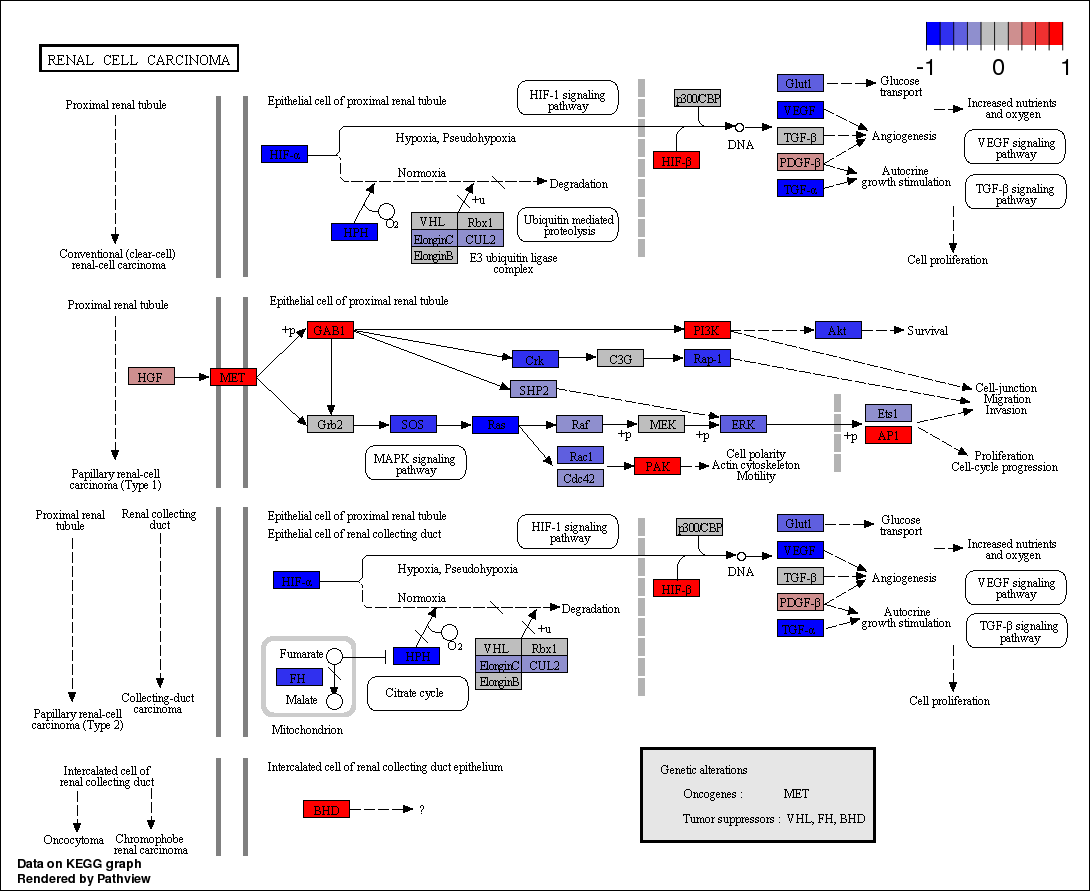 RENAL CELL CARCINOMA
-1 0 1
Proximal renal tubule
Conventional (clear-cell)
renal-cell carcinoma
Epithelial cell of proximal renal tubule
HIF-1 signaling
pathway
Hypoxia, Pseudohypoxia
HIF-α
Normoxia
Degradation
HPH
O2
+u
VHL Rbx1
ElonginC CUL2
ElonginB
E3 ubiquitin ligase
complex
Ubiquitin mediated
proteolysis
p300/CBP
HIF-β
DNA
Glut1
VEGF
TGF-β
PDGF-β
TGF-α
Glucose
transport
Angiogenesis
Autocrine
growth stimulation
Increased nutrients
and oxygen
VEGF signaling
pathway
TGF-β signaling
pathway
Cell proliferation
Proximal renal tubule
Papillary renal-cell
carcinoma (Type 1)
Epithelial cell of proximal renal tubule
HGF
MET
+p
GAB1
PI3K
Akt
Survival
Crk
C3G
Rap-1
SHP2
Cell-junction
Migration
Invasion
Grb2
SOS
Ras
Raf
+p
MEK
+p
ERK
+p
Ets1
AP1
MAPK signaling
pathway
Rac1
Cdc42
FAK
Cell polarity
Actin cytoskeleton
Motility
Proliferation
Cell-cycle progression
Proximal renal
tubule
Renal collecting
duct
Papillary renal-cell
carcinoma (Type 2)
Collecting-duct
carcinoma
Epithelial cell of proximal renal tubule
Epithelial cell of renal collecting duct
HIF-1 signaling
pathway
Hypoxia, Pseudohypoxia
HIF-α
Normoxia
Degradation
HPH
O2
+u
VHL Rbx1
ElonginC CUL2
ElonginB
Fumarate
FH
Malate
Mitochondrion
Citrate cycle
p300/CBP
HIF-β
DNA
Glut1
VEGF
TGF-β
PDGF-β
TGF-α
Glucose
transport
Angiogenesis
Autocrine
growth stimulation
Increased nutrients
and oxygen
VEGF signaling
pathway
TGF-β signaling
pathway
Cell proliferation
Intercalated cell of
renal collecting duct
Oncocytoma
Chromophobe
renal carcinoma
Intercalated cell of renal collecting duct epithelium
BHD
?
Genetic alterations
Oncogenes : MET
Tumor suppressors : VHL, FH, BHD
Data on KEGG graph
Rendered by Pathview